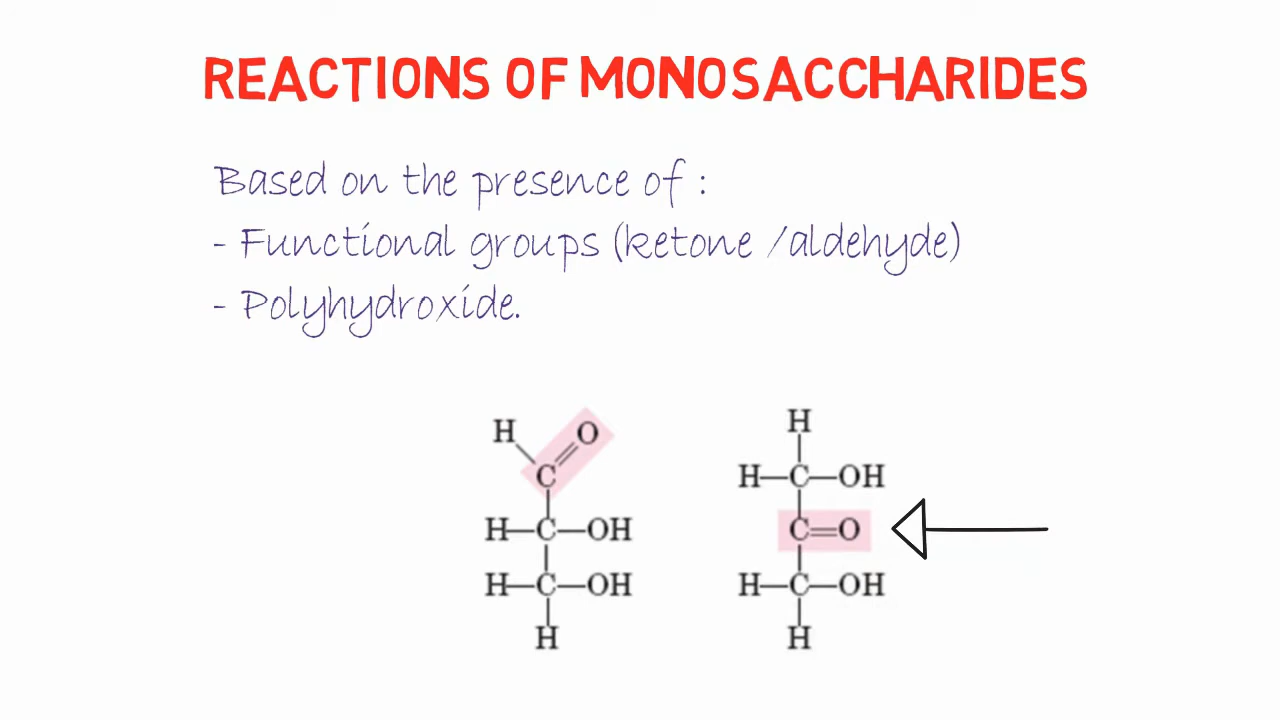 REACTIONS OF MONOSACCHARIDES
Based on the presence of :
- Functional groups (ketone /aldehyde)
- Polyhydroxide.
H O
C
H—C—OH
H—C—OH
H
H
H—C—OH
C=O
H—C—OH
H